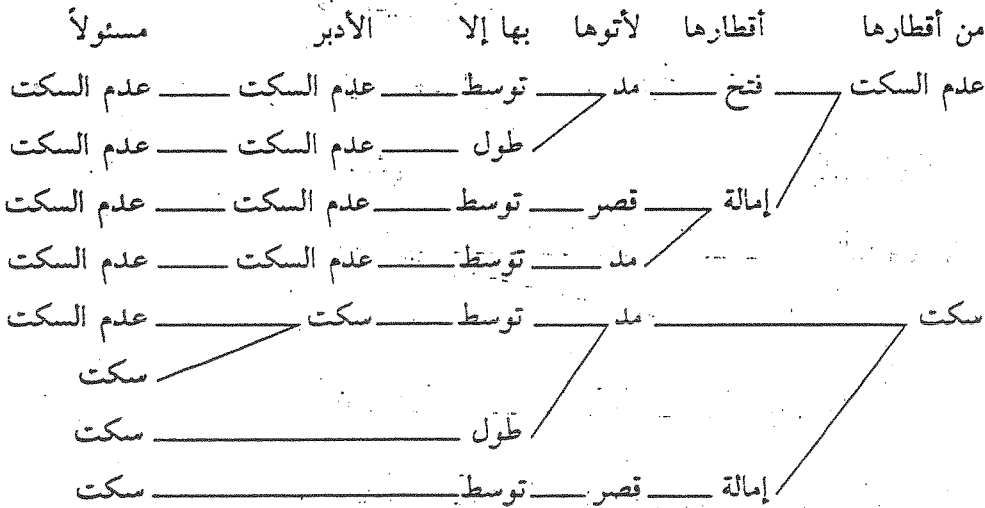 من أقطارها أقطارها لأتوها بها إلا الأدبر مسئولاً
عدم السكت فتخ مد توسط عدم السكت عدم السكت
طول عدم السكت عدم السكت
إمالة قصر توسط عدم السكت عدم السكت
مد توسط عدم السكت عدم السكت
سكت مد توسط سكت عدم السكت
سكت
طول سكت
إمالة قصر توسط سكت